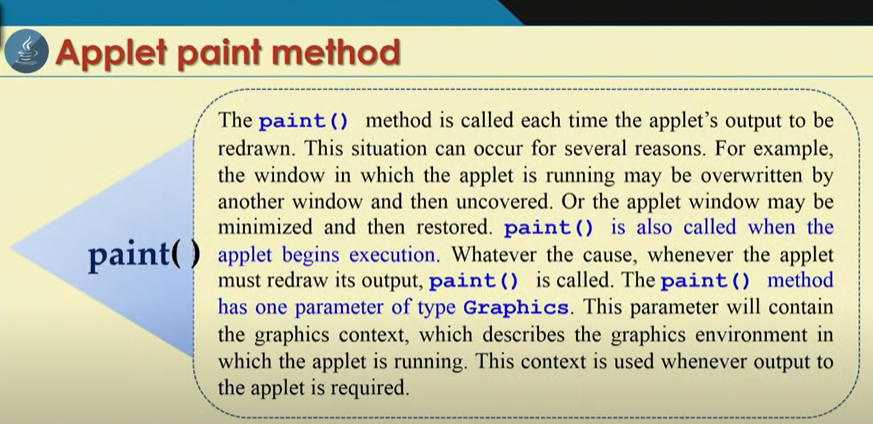 Applet paint method
The paint() method is called each time the applet's output to be
redrawn. This situation can occur for several reasons. For example,
the window in which the applet is running may be overwritten by
another window and then uncovered. Or the applet window may be
minimized and then restored. paint() is also called when the
applet begins execution. Whatever the cause, whenever the applet
must redraw its output, paint() is called. The paint() method
has one parameter of type Graphics. This parameter will contain
the graphics context, which describes the graphics environment in
which the applet is running. This context is used whenever output to
the applet is required.
paint( )